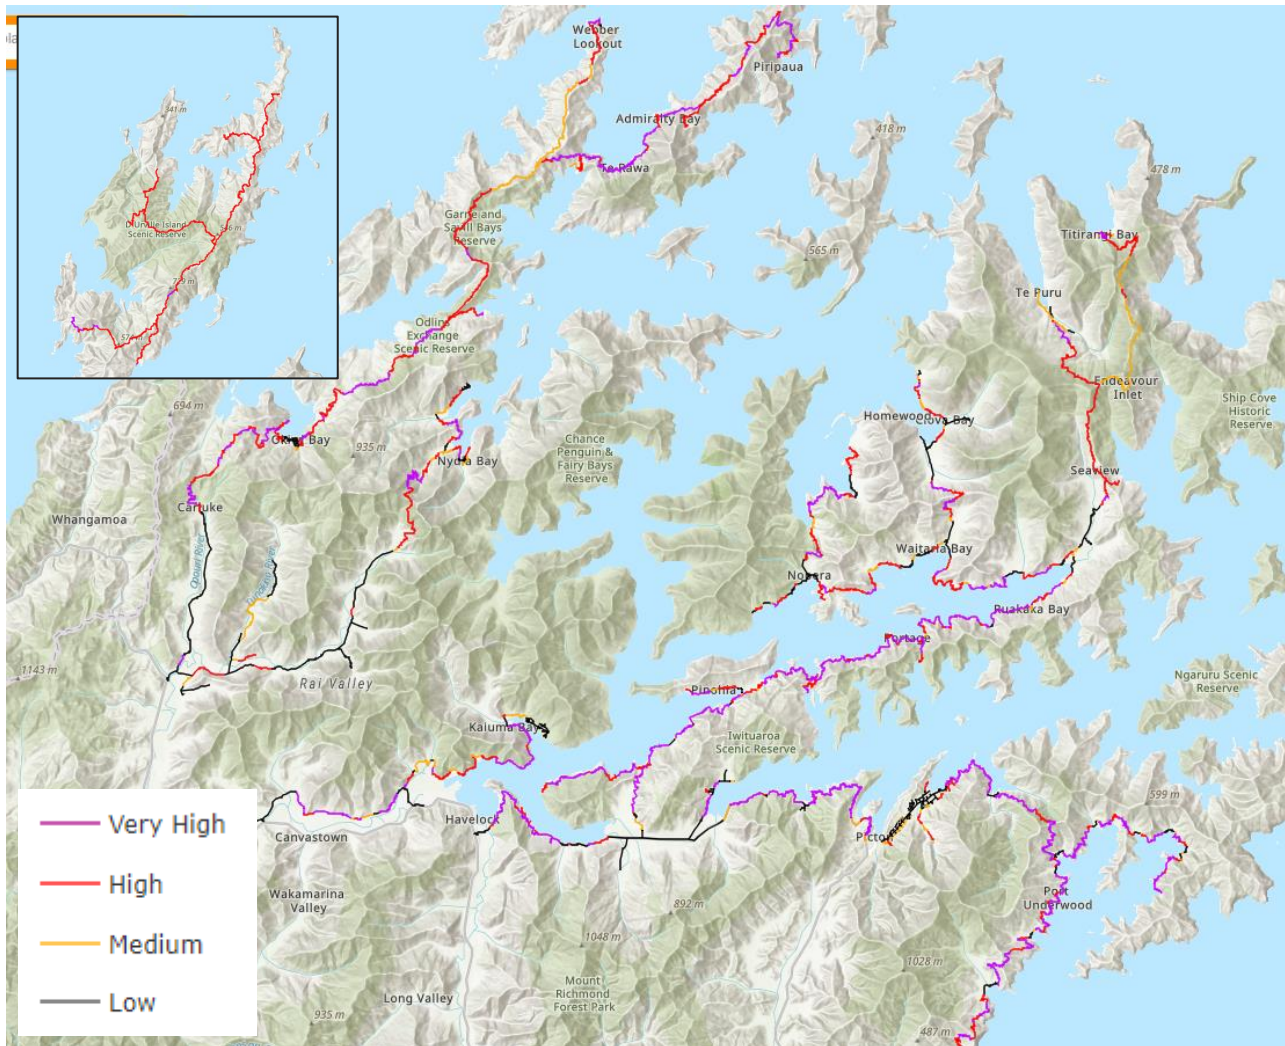 341 m
D'Urville Island
Scenic Reserve
Webber
Lookout
Piripaua
Admiralty Bay
418 m
Te Rawa
478 m
Garne and
Savill Bays
Reserve
565 m
Titirangi Bay
Te Puru
Odlin
Exchange
Scenic Reserve
Endeavour
Inlet
Ship Cove
Historic
Reserve
694 m
Homewood
Clova Bay
Okiwi Bay
935 m
Chance
Penguin &
Fairy Bays
Reserve
Nydia Bay
Seaview
Carluke
Whangamoa
Opouri River
Waitaria Bay
Nopera
Ruakaka Bay
Portage
1143 m
Rai Valley
Pinohia
Ngaruru Scenic
Reserve
Kaiuma Bay
Iwituaroa
Scenic Reserve
599 m
Very High
High
Medium
Low
Havelock
Canvastown
Picton
Port
Underwood
Wakamarina
Valley
892 m
1048 m
1028 m
Mount
Richmond
Forest Park
Long Valley
935 m
487 m